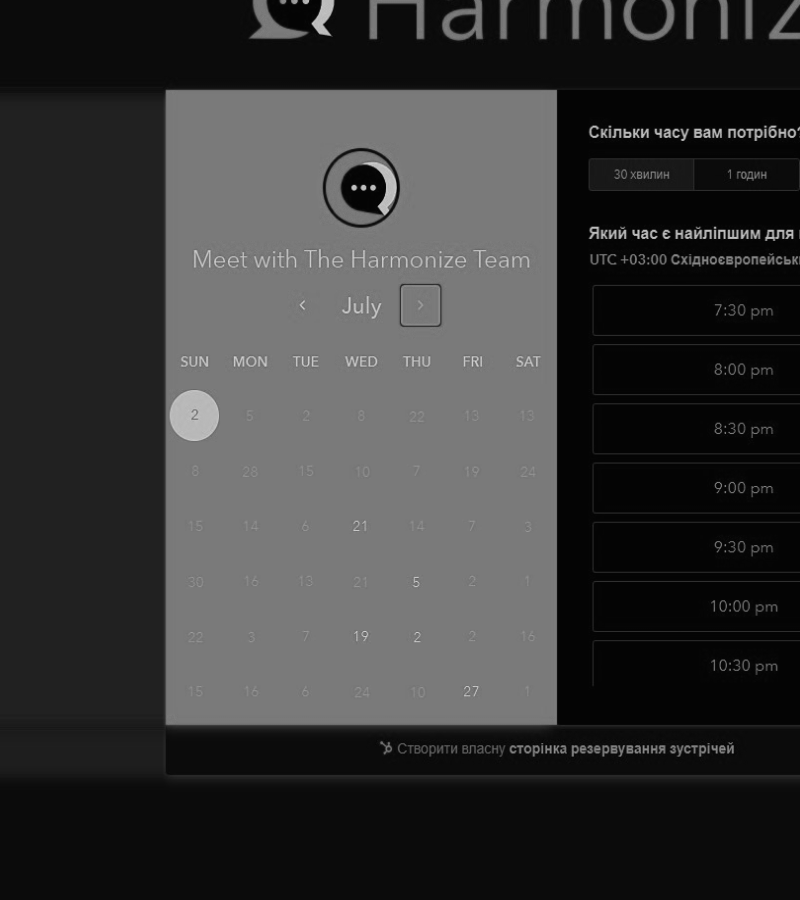 Harmoniz
Meet with The Harmonize Team
July
SUN MON TUE WED THU FRI SAT
2 5 2 8 22 13 13
8 28 15 10 7 19 24
15 14 6 21 14 7 3
30 16 13 21 5 2 1
22 3 7 19 2 2 16
15 16 6 24 10 27 1
Скільки часу вам потрібно?
30 хвилин 1 годин
Який час є найліпшим для
UTC +03:00 Східноєвропейськ
7:30 pm
8:00 pm
8:30 pm
9:00 pm
9:30 pm
10:00 pm
10:30 pm
Створити власну сторінка резервування зустрічей